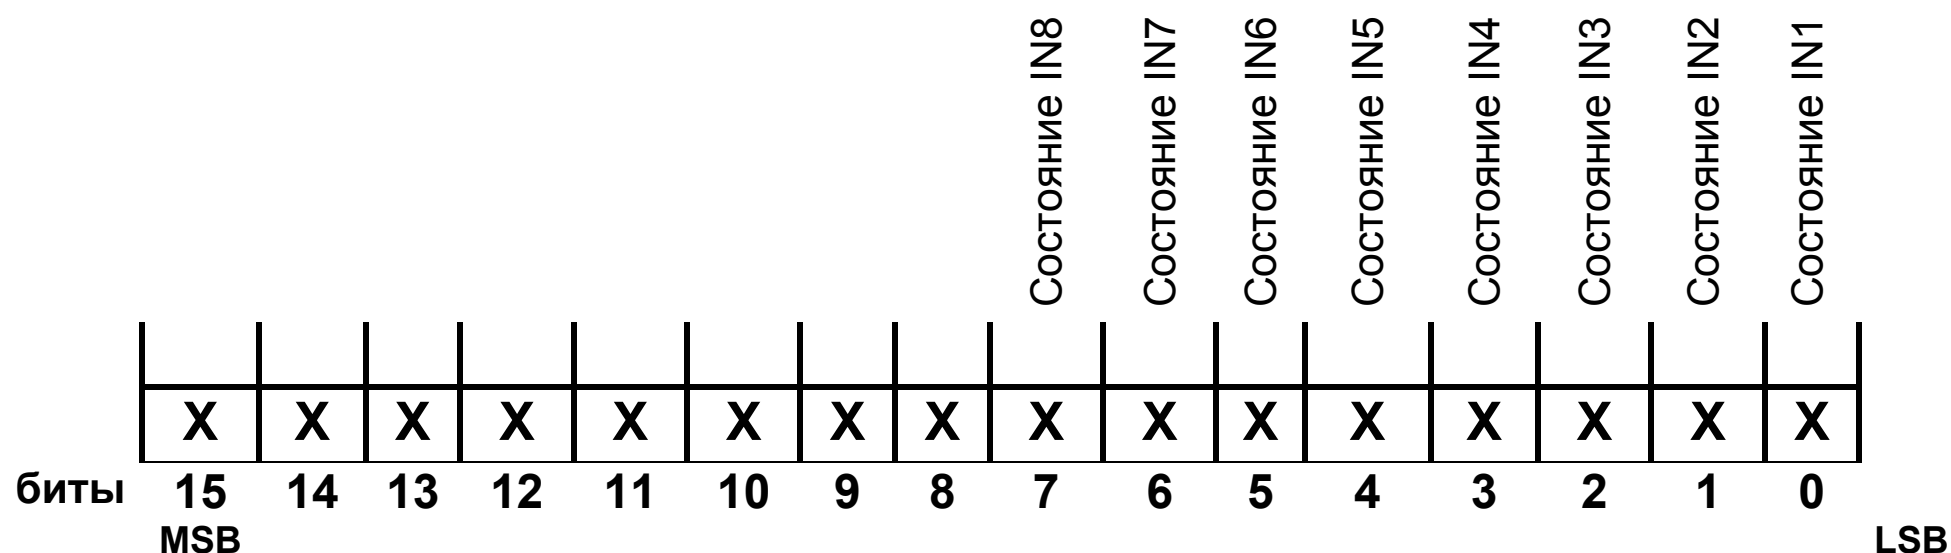 Состояние IN8
Состояние IN7
Состояние IN6
Состояние IN5
Состояние IN4
Состояние IN3
Состояние IN2
Состояние IN1
X X X X X X X X X X X X X X X X
биты 15 14 13 12 11 10 9 8 7 6 5 4 3 2 1 0
MSB LSB